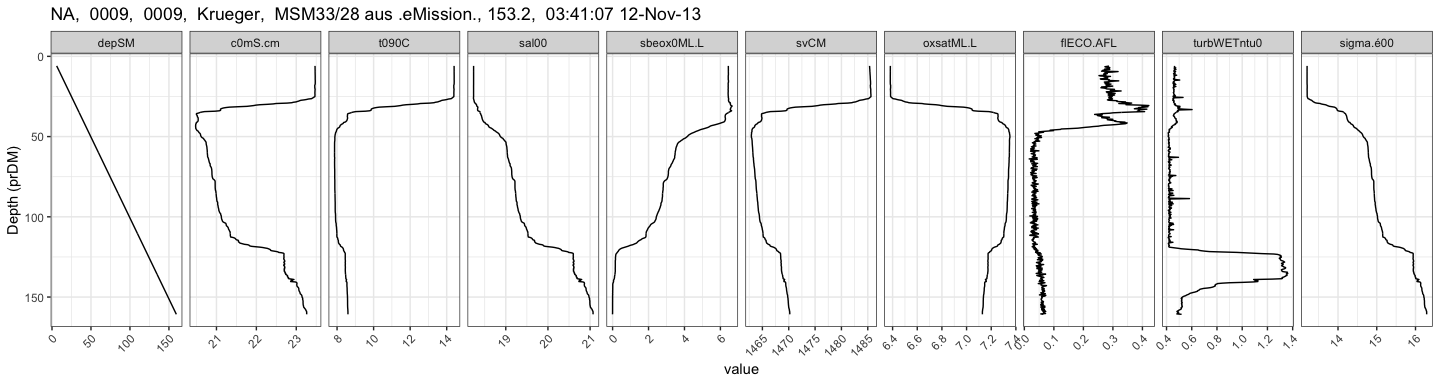 NA, 0009, 0009, Krueger, MSM33/28 aus .eMission., 153.2, 03:41:07 12-Nov-13
depSM c0mS.cm t090C sal00 sbeox0ML.L svCM oxsatML.L flECO.AFL turbWETntu0 sigma.é00
0
50
100
150
Depth (prDM)
0 50 100 150 21 22 23 8 10 12 14 19 20 21 0 2 4 6 1465 1470 1475 1480 1485 6.4 6.6 7.0 7.2 7.4 0.0 0.1 0.2 0.3 0.4 0.4 0.6 0.8 1.0 1.2 1.4 14 15 16
value